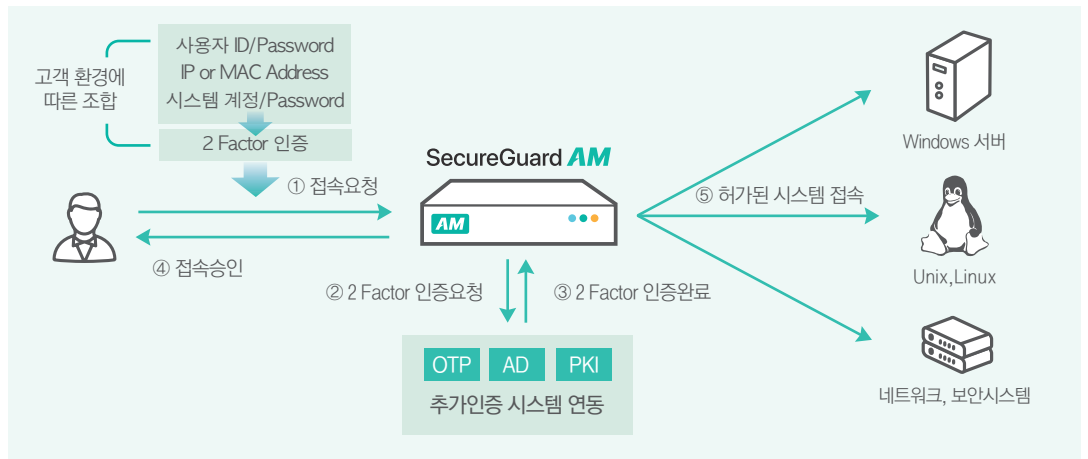 고객 환경에
따른 조합
사용자 ID/Password
IP or MAC Address
시스템 계정/Password
2 Factor 인증
SecureGuard AM
AM
① 접속요청
④ 접속승인
② 2 Factor 인증요청
③ 2 Factor 인증완료
OTP
AD
PKI
추가인증 시스템 연동
⑤ 허가된 시스템 접속
Windows 서버
Unix,Linux
네트워크, 보안시스템